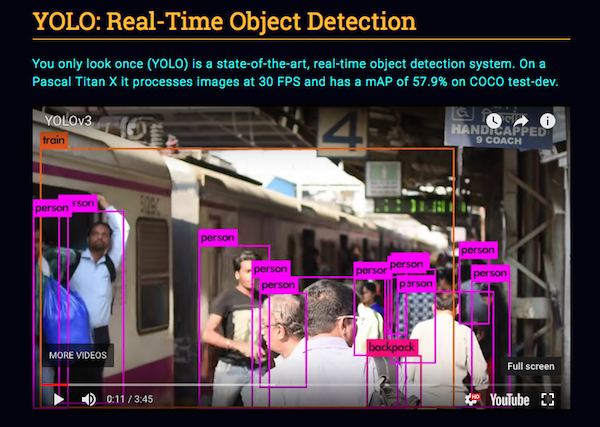 YOLO: Real-Time Object Detection
You only look once (YOLO) is a state-of-the-art, real-time object detection system. On a
Pascal Titan X it processes images at 30 FPS and has a mAP of 57.9% on COCO test-dev.
YOLOv3
HANDICAPPED
9 COACH
4
train
person
rson
person
person
person
person
person
person
person
person
backpack
MORE VIDEOS
Full screen
0:11 / 3:45
HD
YouTube